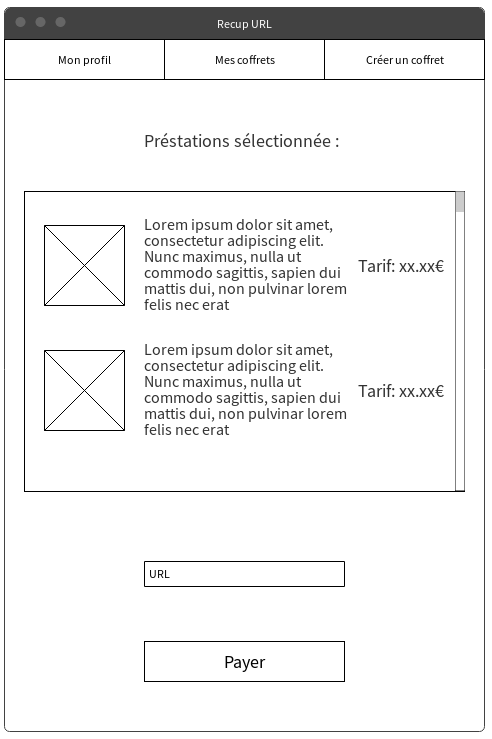 Recup URL
Mon profil
Mes coffrets
Créer un coffret
Préstations sélectionnée :
Lorem ipsum dolor sit amet,
consectetur adipiscing elit.
Nunc maximus, nulla ut
commodo sagittis, sapien dui
mattis dui, non pulvinar lorem
felis nec erat
Tarif: xx.xx€
Lorem ipsum dolor sit amet,
consectetur adipiscing elit.
Nunc maximus, nulla ut
commodo sagittis, sapien dui
mattis dui, non pulvinar lorem
felis nec erat
Tarif: xx.xx€
URL
Payer